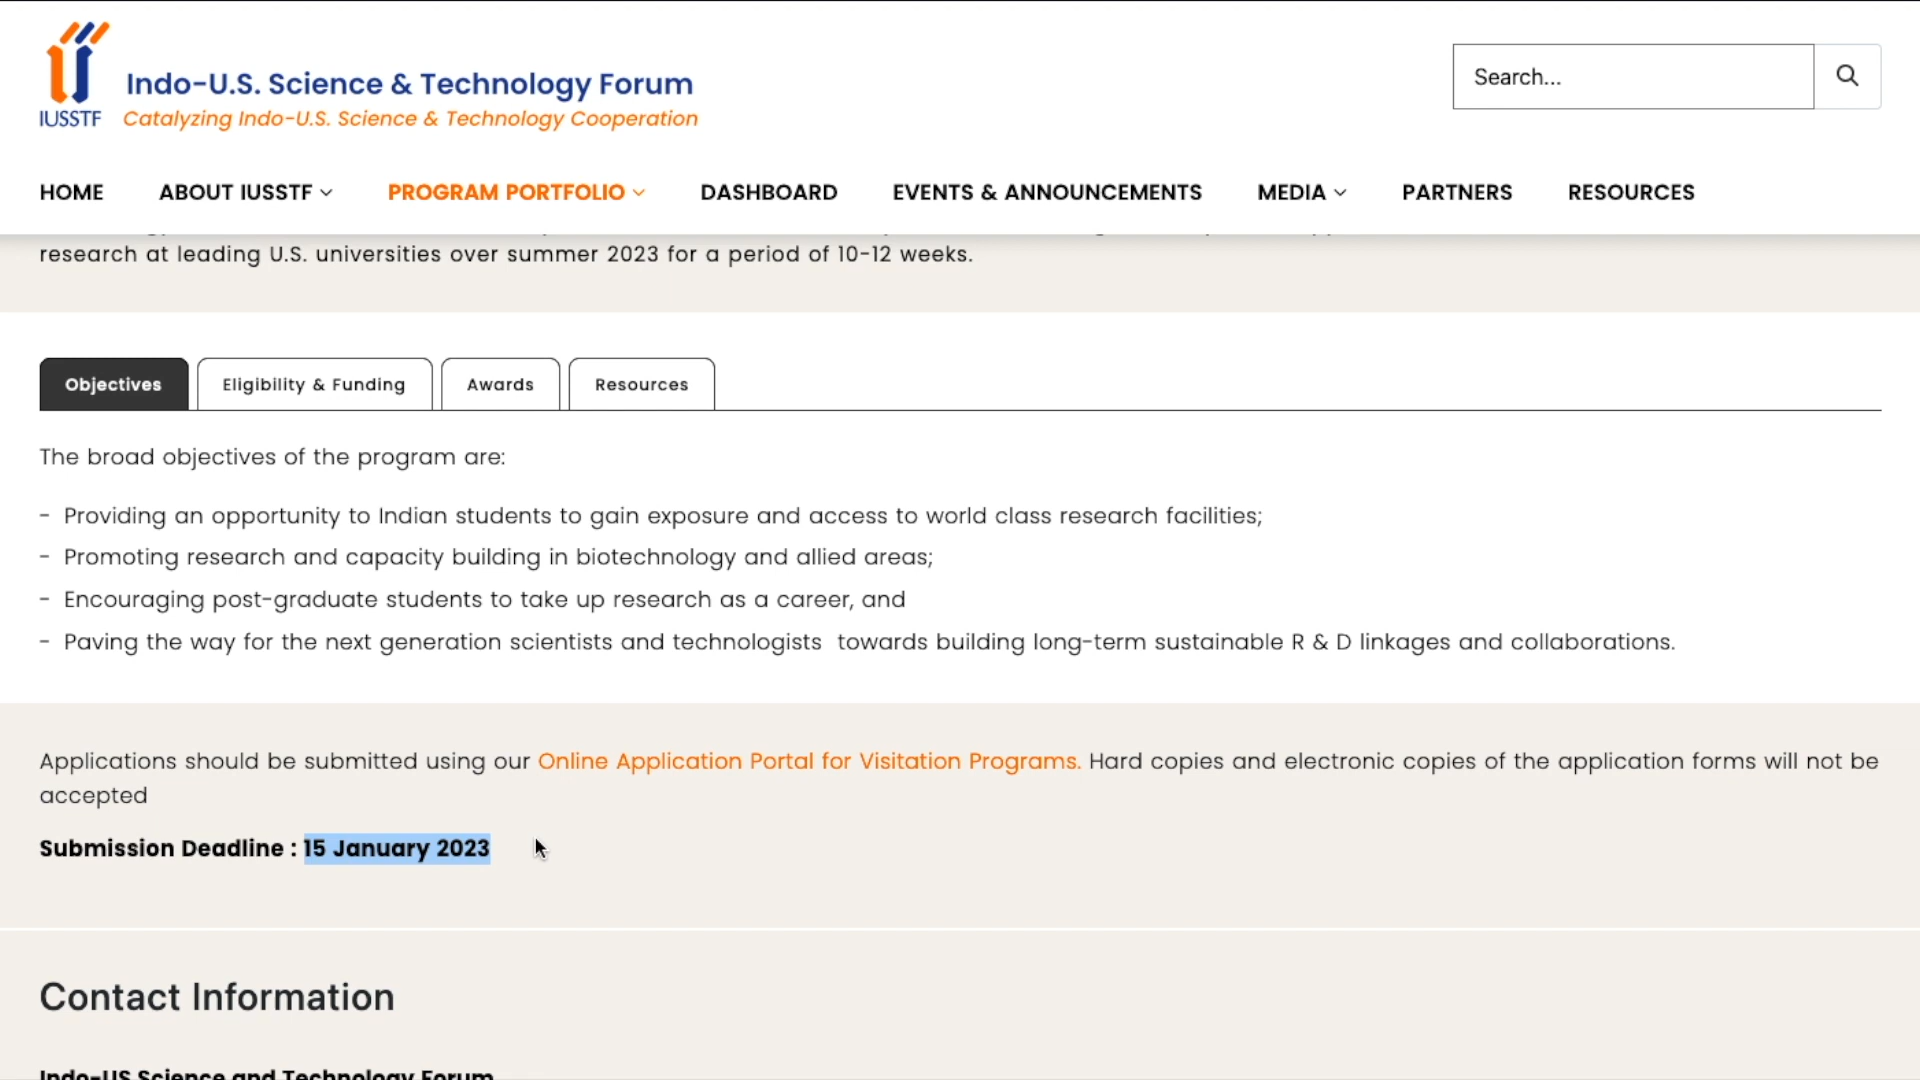 IUSSTF
Indo-U.S. Science & Technology Forum
Catalyzing Indo-U.S. Science & Technology Cooperation
Search...
HOME
ABOUT IUSSTF
PROGRAM PORTFOLIO
DASHBOARD
EVENTS & ANNOUNCEMENTS
MEDIA
PARTNERS
RESOURCES
research at leading U.S. universities over summer 2023 for a period of 10-12 weeks.
Objectives
Eligibility & Funding
Awards
Resources
The broad objectives of the program are:
- Providing an opportunity to Indian students to gain exposure and access to world class research facilities;
- Promoting research and capacity building in biotechnology and allied areas;
- Encouraging post-graduate students to take up research as a career, and
- Paving the way for the next generation scientists and technologists towards building long-term sustainable R & D linkages and collaborations.
Applications should be submitted using our Online Application Portal for Visitation Programs. Hard copies and electronic copies of the application forms will not be
accepted
Submission Deadline : 15 January 2023
Contact Information
Indo-US Science and Technology Forum